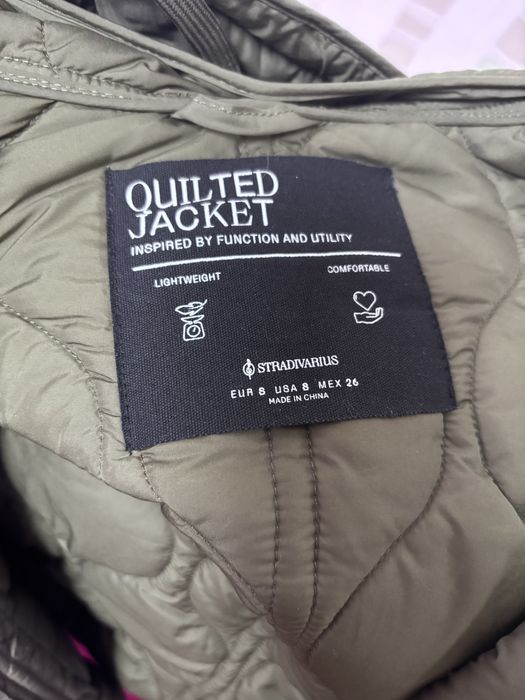 QUILTED
JACKET
INSPIRED BY FUNCTION AND UTILITY
LIGHTWEIGHT
COMFORTABLE
STRADIVARIUS
EUR S USA S MEX 26
MADE IN CHINA